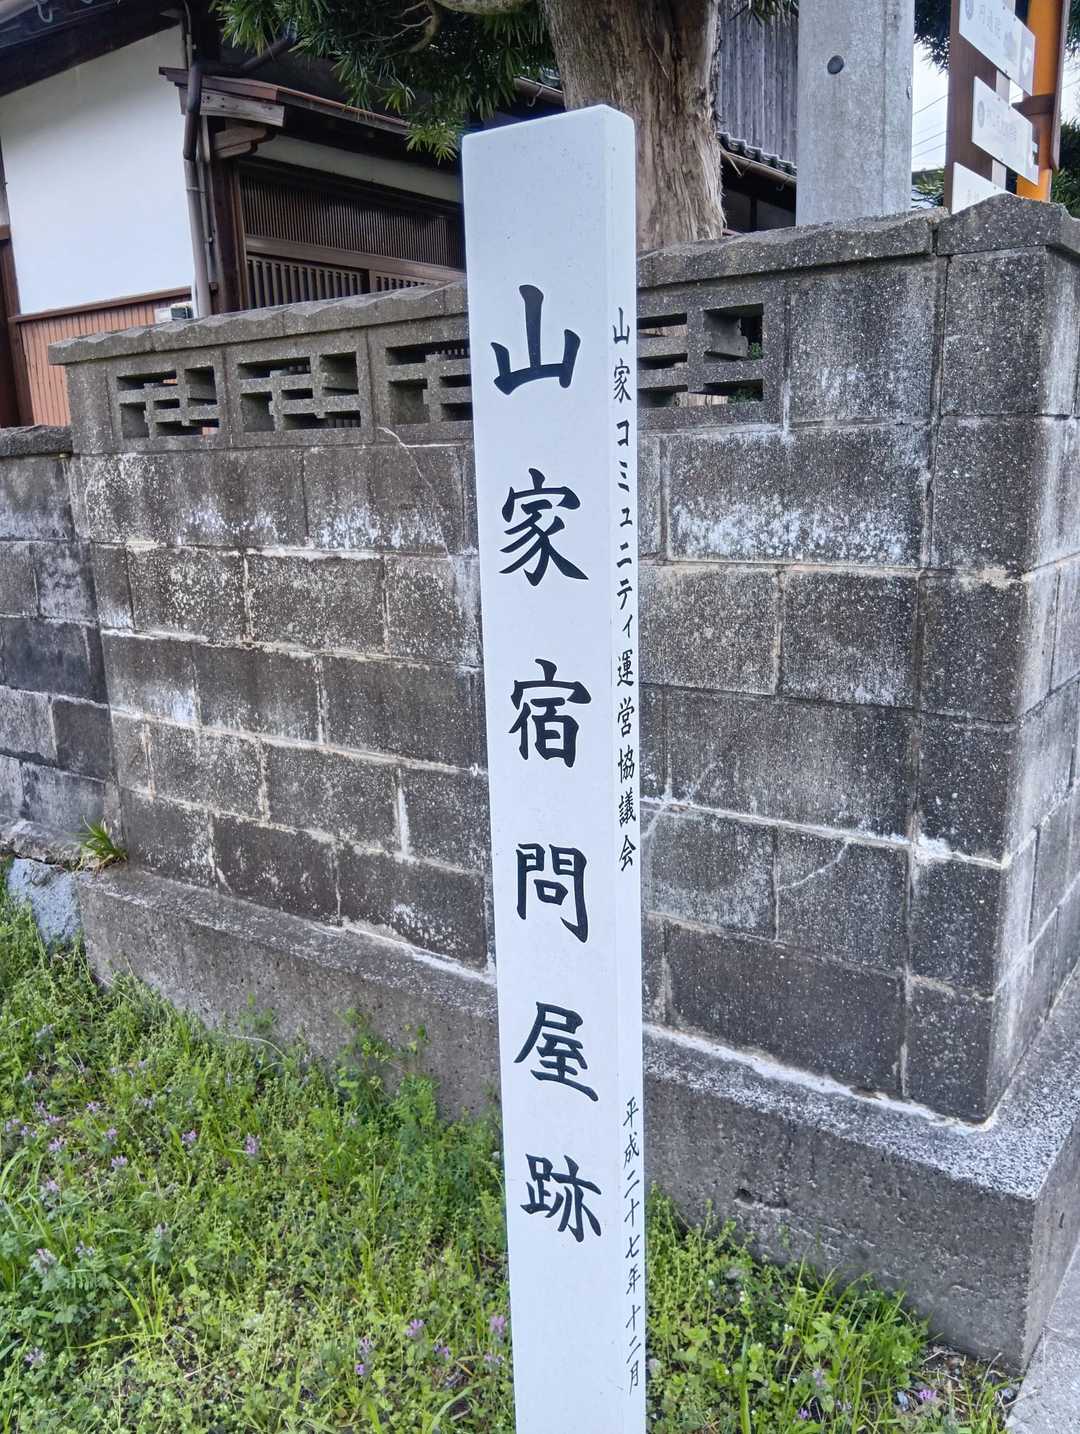 山家宿問屋跡
山家コミュニティ運営協議会
平成二十七年十二月